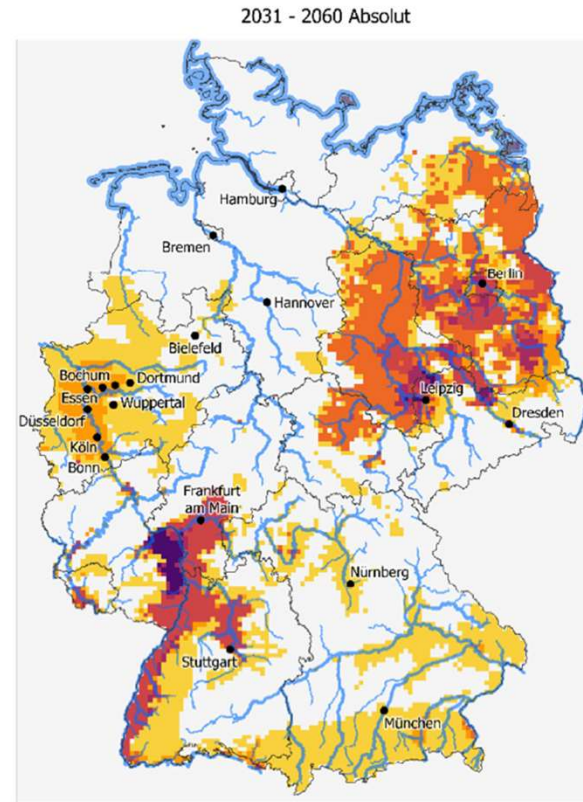 2031 - 2060 Absolut
Hamburg
Bremen
Berlin
Hannover
Bielefeld
Bochum
Dortmund
Essen
Wuppertal
Leipzig
Düsseldorf
Dresden
Köln
Bonn
Frankfurt
am Main
Nürnberg
Stuttgart
München